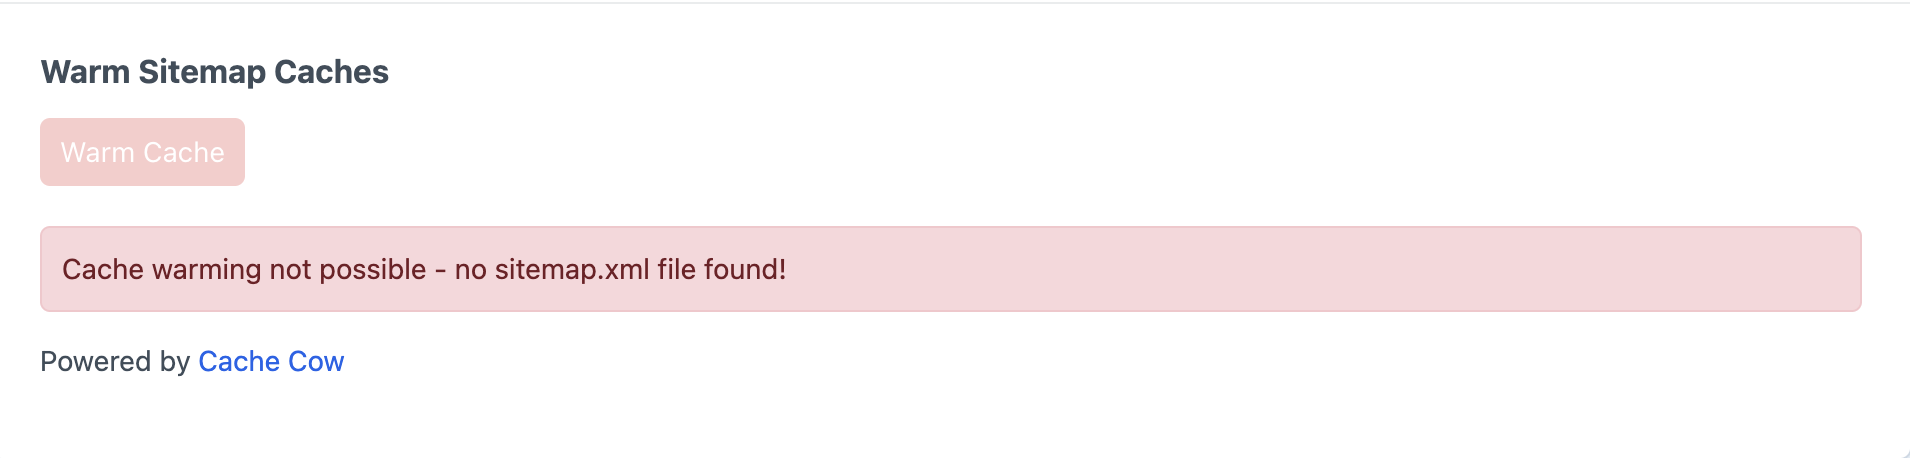 Warm Sitemap Caches
Warm Cache
Cache warming not possible - no sitemap.xml file found!
Powered by Cache Cow